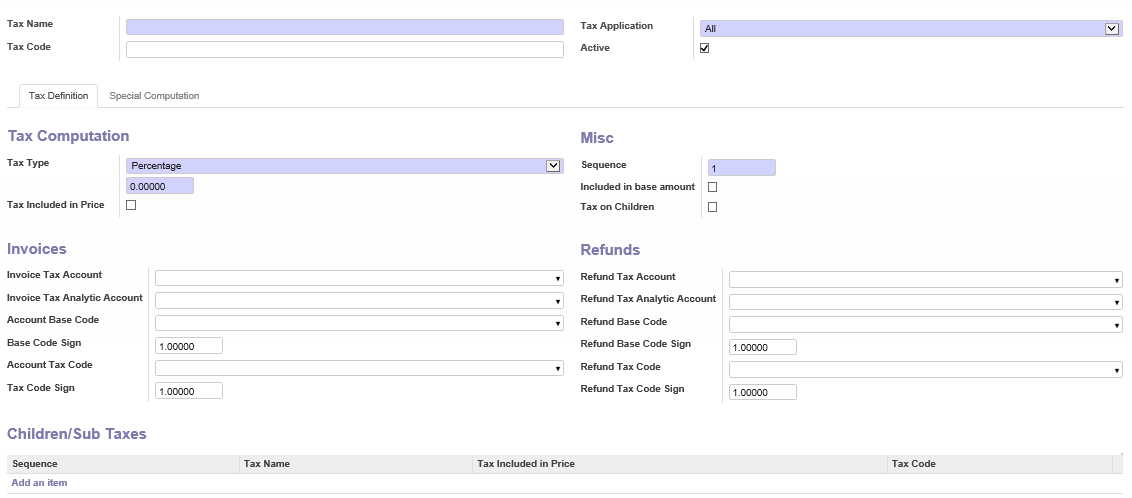 Tax Name
Tax Application All
Tax Code
Active
Tax Definition Special Computation
Tax Computation
Tax Type Percentage
0.00000
Tax Included in Price
Misc
Sequence 1
Included in base amount
Tax on Children
Invoices
Invoice Tax Account
Invoice Tax Analytic Account
Account Base Code
Base Code Sign 1.00000
Account Tax Code
Tax Code Sign 1.00000
Refunds
Refund Tax Account
Refund Tax Analytic Account
Refund Base Code
Refund Base Code Sign 1.00000
Refund Tax Code
Refund Tax Code Sign 1.00000
Children/Sub Taxes
Sequence Tax Name Tax Included in Price Tax Code
Add an item